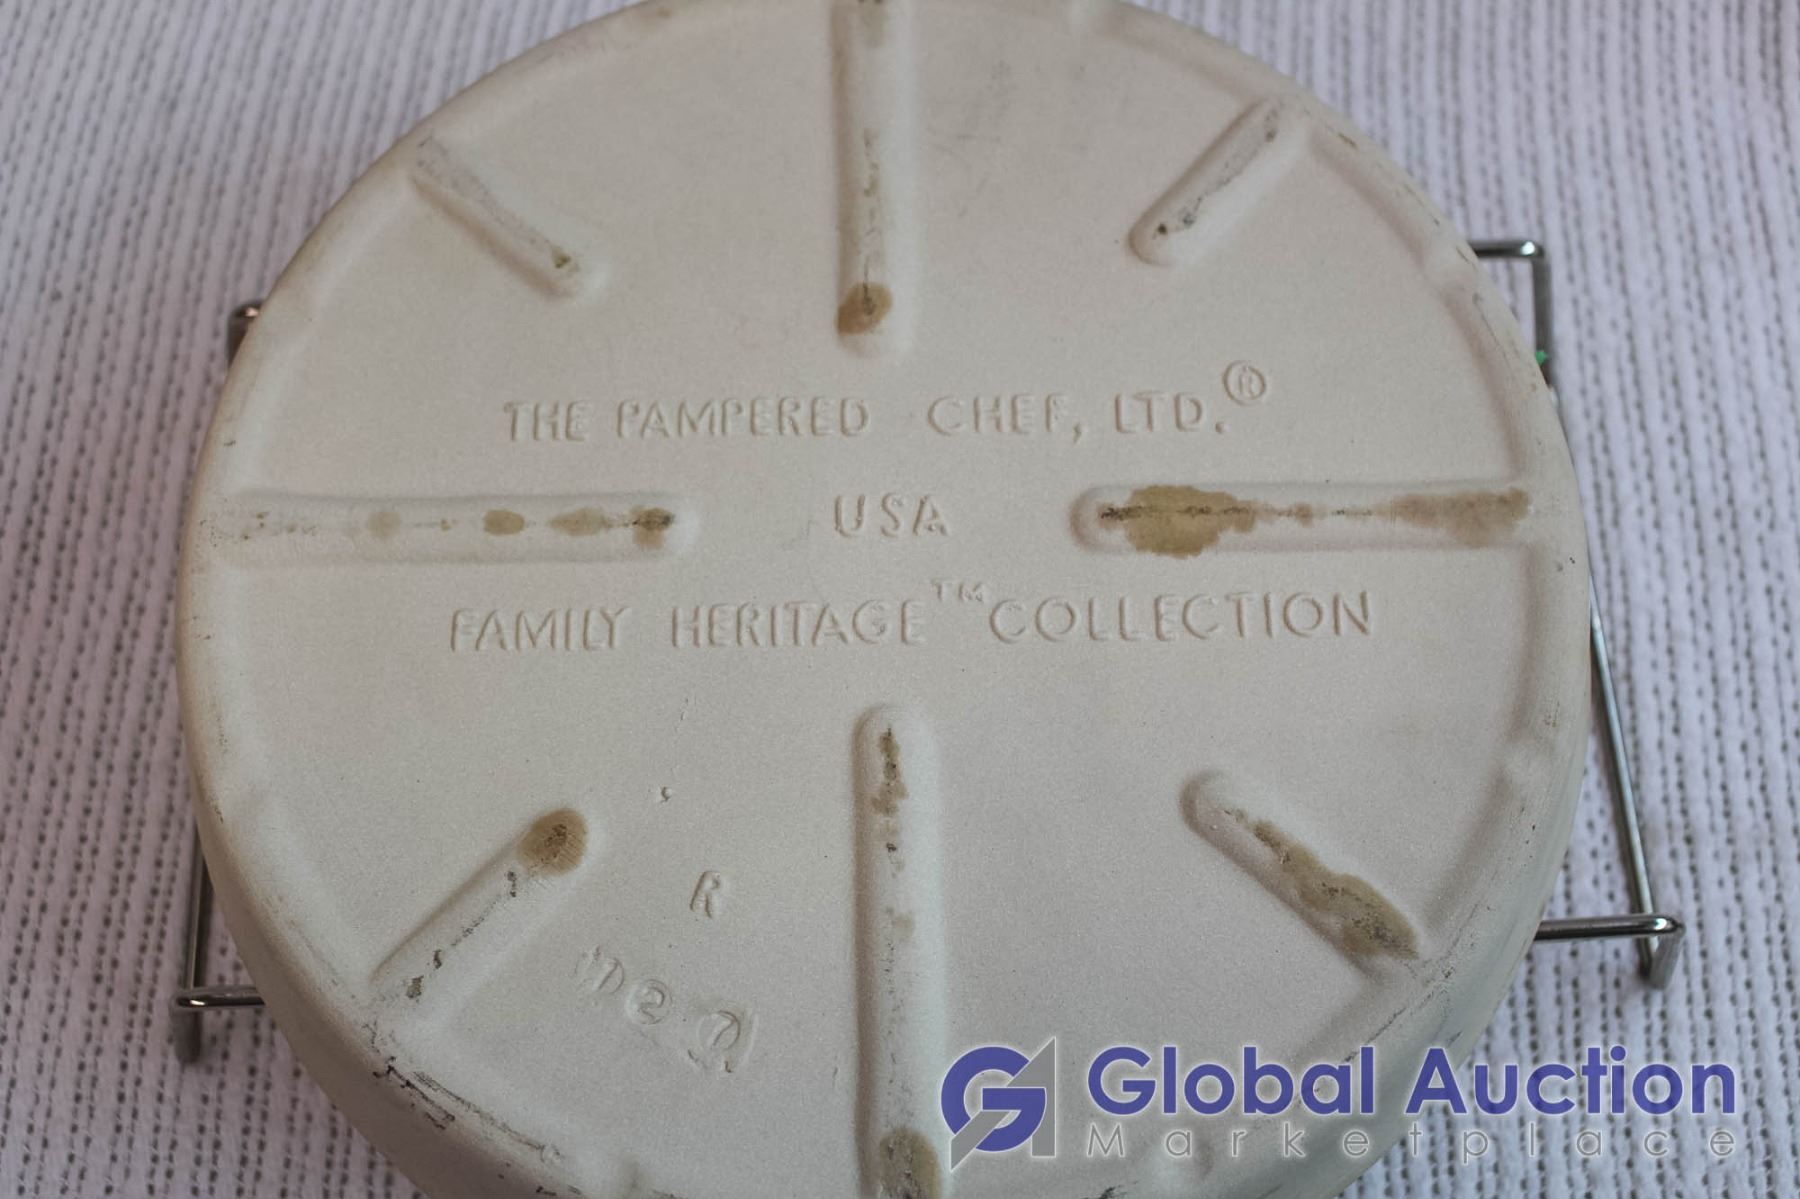 THE PAMPERED CHEF, LTD.®
USA
FAMILY HERITAGE™ COLLECTION
R
Global Auction
Marketplace